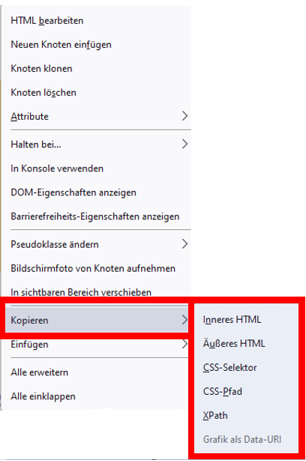 HTML bearbeiten
Neuen Knoten einfügen
Knoten klonen
Knoten löschen
Attribute
Halten bei...
In Konsole verwenden
DOM-Eigenschaften anzeigen
Barrierefreiheits-Eigenschaften anzeigen
Pseudoklasse ändern
Bildschirmfoto von Knoten aufnehmen
In sichtbaren Bereich verschieben
Kopieren
Einfügen
Alle erweitern
Alle einklappen
Inneres HTML
Äußeres HTML
CSS-Selektor
CSS-Pfad
XPath
Grafik als Data-URI